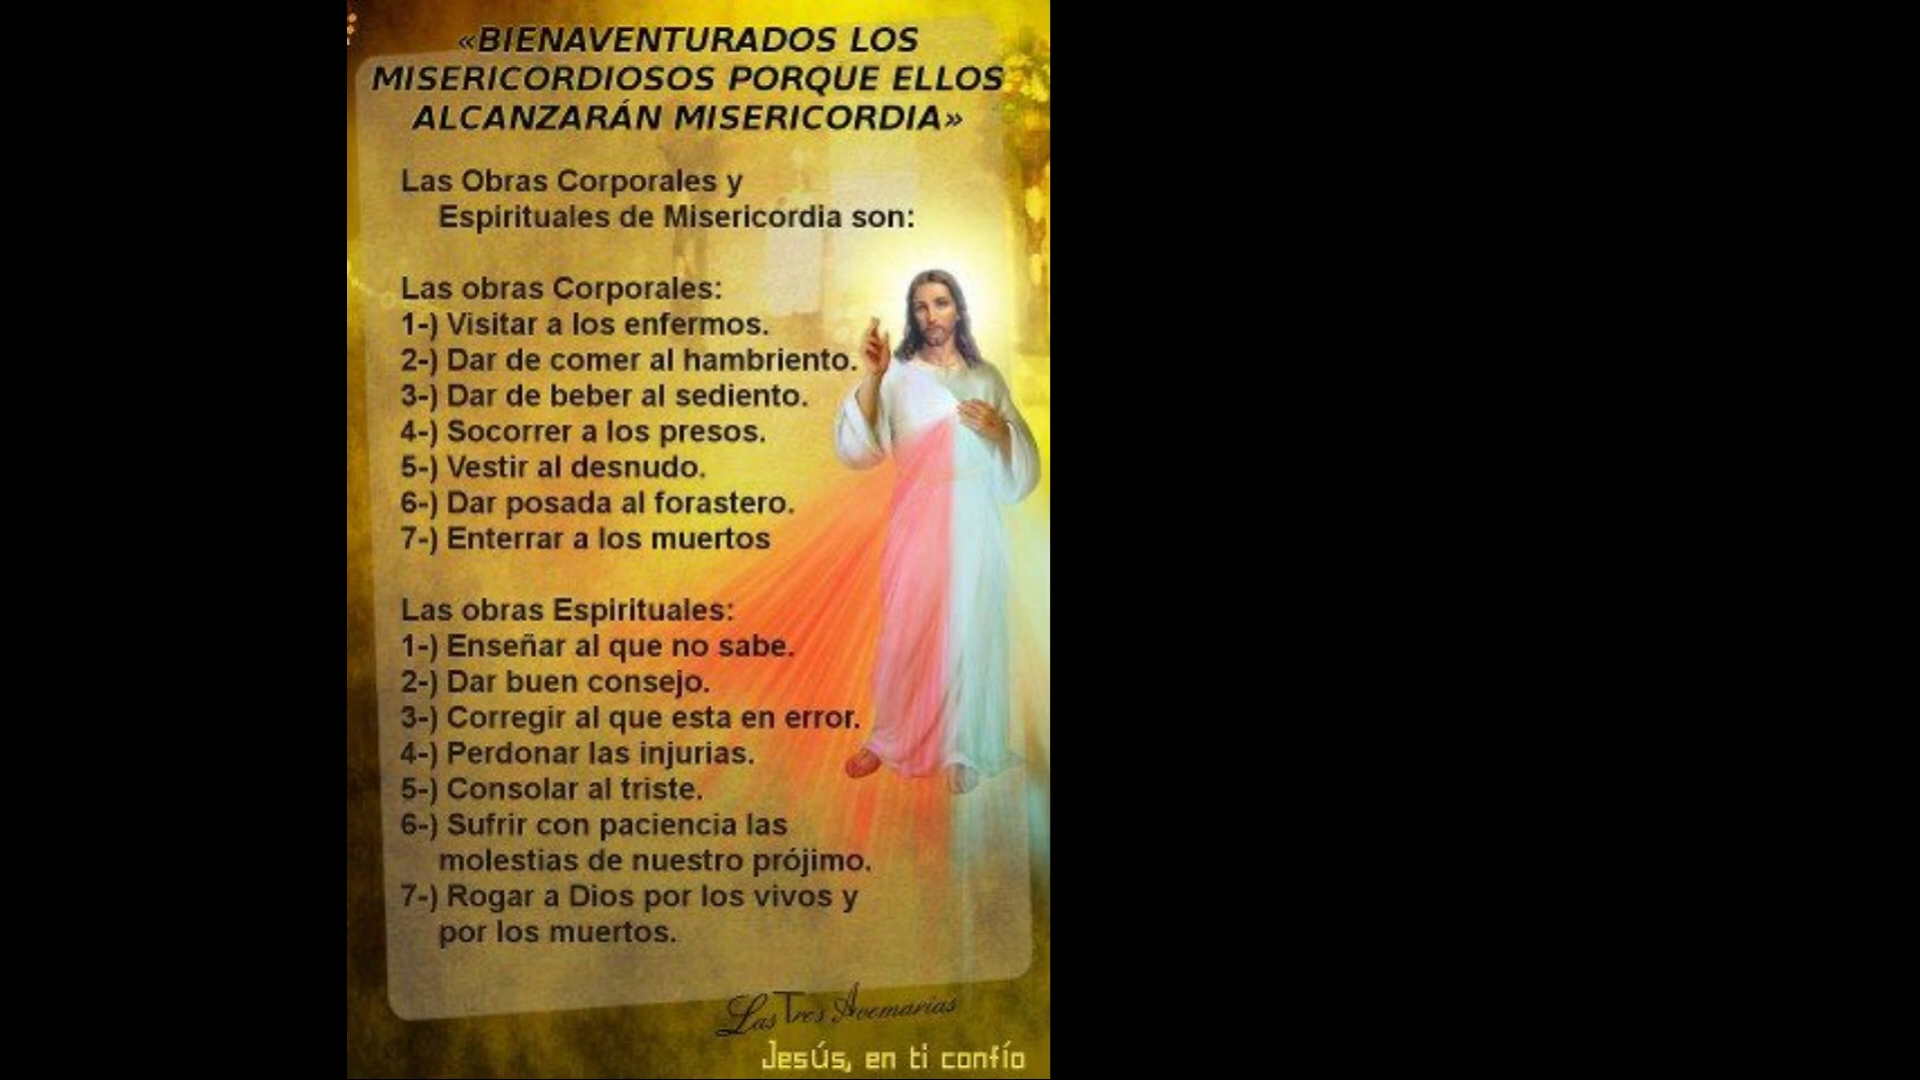 «BIENAVENTURADOS LOS
MISERICORDIOSOS PORQUE ELLOS
ALCANZARÁN MISERICORDIA»
Las Obras Corporales y
Espirituales de Misericordia son:
Las obras Corporales:
1-) Visitar a los enfermos.
2-) Dar de comer al hambriento.
3-) Dar de beber al sediento.
4-) Socorrer a los presos.
5-) Vestir al desnudo.
6-) Dar posada al forastero.
7-) Enterrar a los muertos
Las obras Espirituales:
1-) Enseñar al que no sabe.
2-) Dar buen consejo.
3-) Corregir al que esta en error.
4-) Perdonar las injurias.
5-) Consolar al triste.
6-) Sufrir con paciencia las
molestias de nuestro prójimo.
7-) Rogar a Dios por los vivos y
por los muertos.
Las Tres Avemarías
Jesús, en ti confío